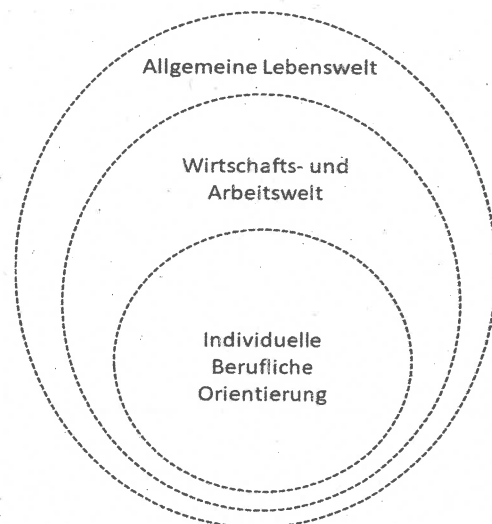 Allgemeine Lebenswelt
Wirtschafts- und
Arbeitswelt
Individuelle
Berufliche
Orientierung